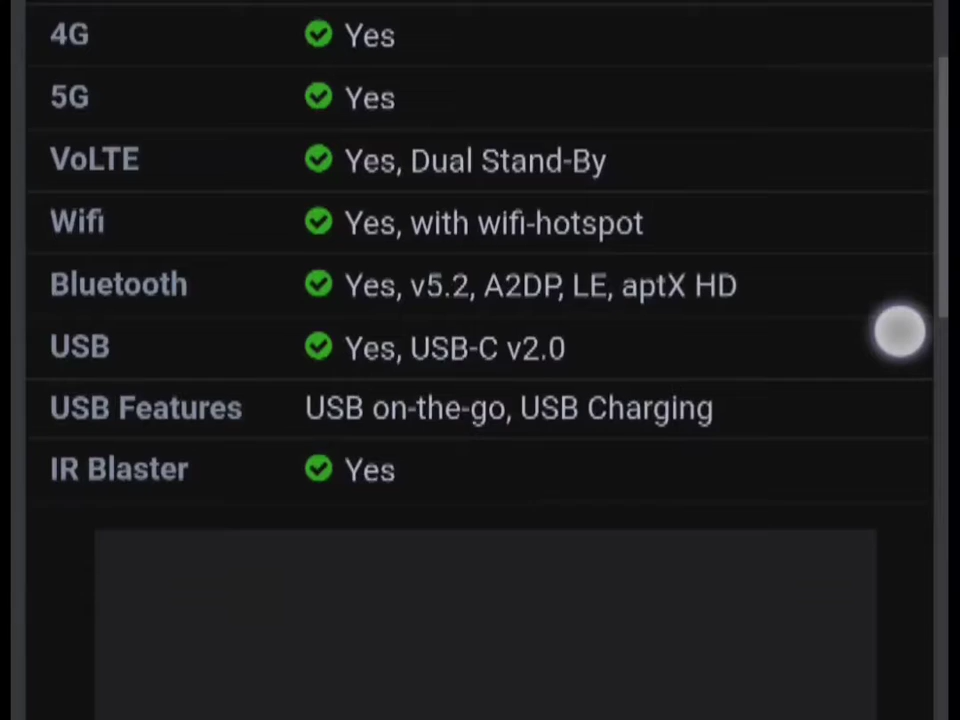 4G Yes
5G Yes
VoLTE Yes, Dual Stand-By
Wifi Yes, with wifi-hotspot
Bluetooth Yes, v5.2, A2DP, LE, aptX HD
USB Yes, USB-C v2.0
USB Features USB on-the-go, USB Charging
IR Blaster Yes